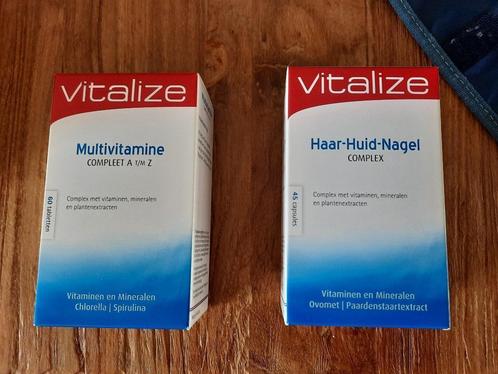 vitalize
Multivitamine
COMPLEET A T/M Z
60 tabletten
Complex met vitaminen, mineralen
en plantenextracten
Vitaminen en Mineralen
Chlorella | Spirulina
vitalize
Haar-Huid-Nagel
COMPLEX
45 capsules
Complex met vitaminen, mineralen
en plantenextracten
Vitaminen en Mineralen
Ovomet | Paardenstaartextract